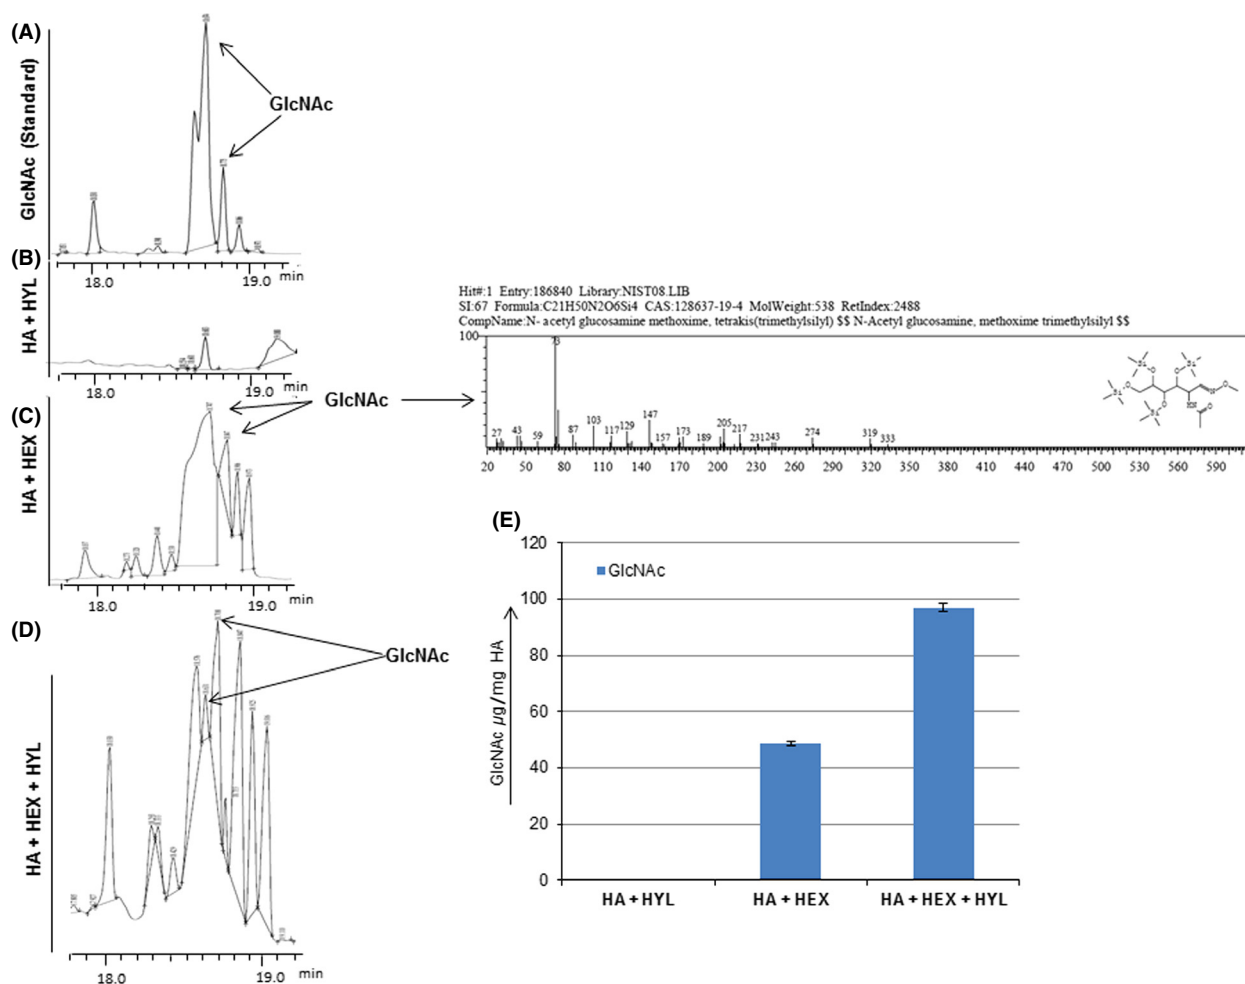 (A)
GlcNAc (Standard)
GlcNAc
18.0
19.0
min
(B)
HA + HYL
18.0
19.0
min
(C)
HA + HEX
GlcNAc
18.0
19.0
min
Hit#:1 Entry:186840 Library:NIST08.LIB
SI:67 Formula:C21H50N2O6Si4 CAS:128637-19-4 MolWeight:538 RetIndex:2488
CompName:N- acetyl glucosamine methoxime, tetrakis(trimethylsilyl) $$ N-Acetyl glucosamine, methoxime trimethylsilyl $$
100
27 43 59 73 87 103 117 129 147 157 173 189 205 217 231 243 274 319 333
20 50 80 110 140 170 200 230 260 290 320 350 380 410 440 470 500 530 560 590
(D)
HA + HEX + HYL
GlcNAc
18.0
19.0
min
(E)
GlcNAc
GlcNAc µg/mg HA
120
100
80
60
40
20
0
HA + HYL
HA + HEX
HA + HEX + HYL